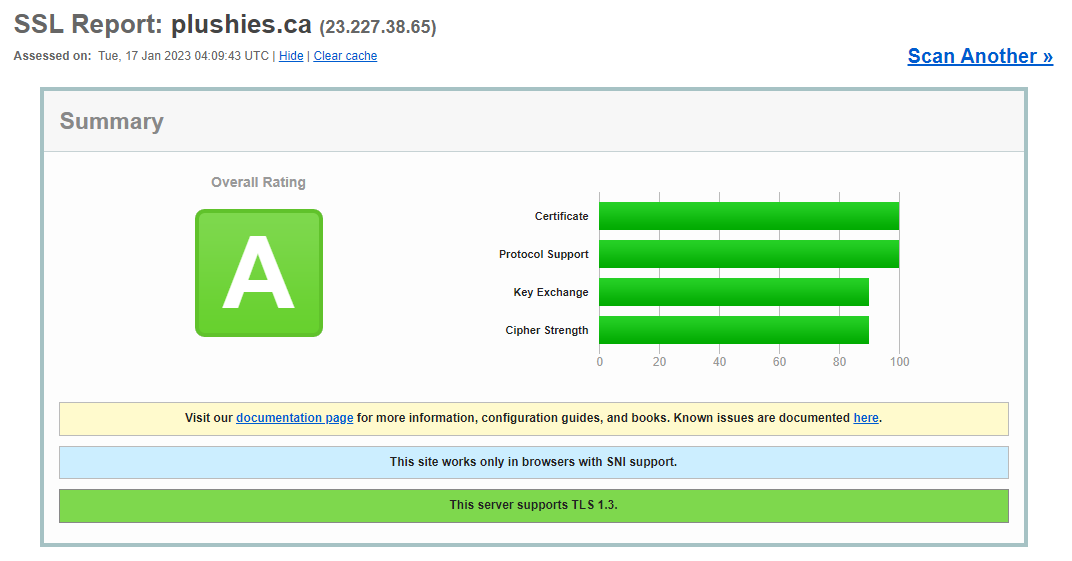 SSL Report: plushies.ca (23.227.38.65)
Assessed on:  Tue, 17 Jan 2023 04:09:43 UTC | Hide | Clear cache
Scan Another »
Summary
Overall Rating
A
Certificate
Protocol Support
Key Exchange
Cipher Strength
0 20 40 60 80 100
Visit our documentation page for more information, configuration guides, and books. Known issues are documented here.
This site works only in browsers with SNI support.
This server supports TLS 1.3.